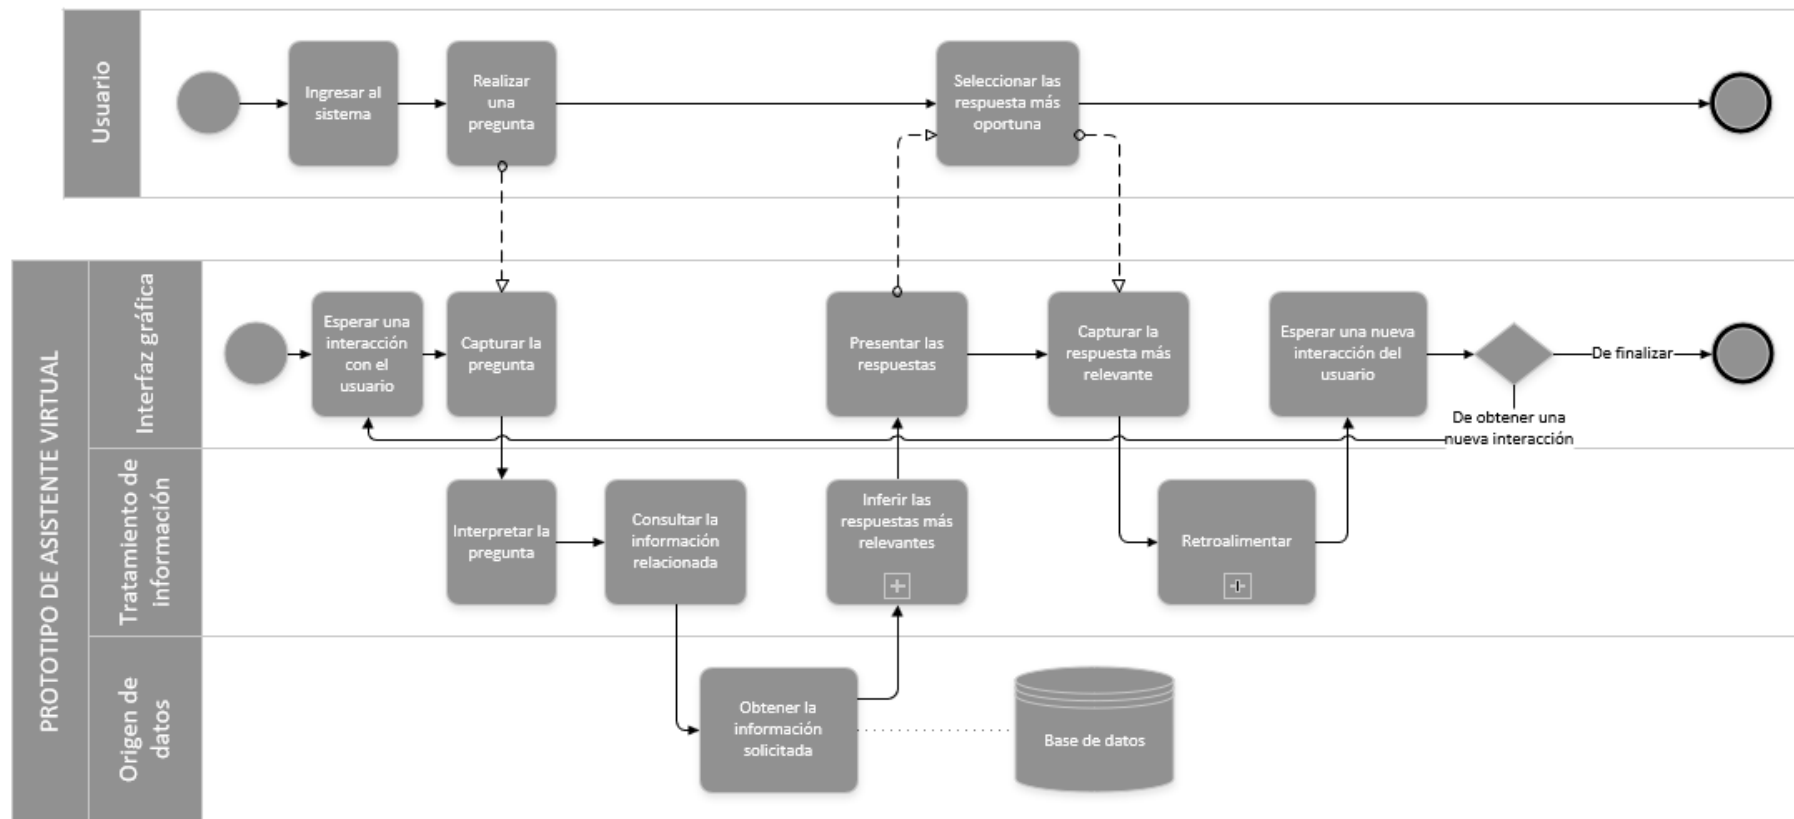 Usuario
Ingresar al
sistema
Realizar
una
pregunta
Seleccionar las
respuesta más
oportuna
PROTOTIPO DE ASISTENTE VIRTUAL
Interfaz gráfica
Esperar una
interacción
con el
usuario
Capturar la
pregunta
Presentar las
respuestas
Capturar la
respuesta más
relevante
Esperar una nueva
interacción del
usuario
De finalizar
De obtener una
nueva interacción
Tratamiento de
información
Interpretar la
pregunta
Consultar la
información
relacionada
Inferir las
respuestas más
relevantes
Retroalimentar
Origen de
datos
Obtener la
información
solicitada
Base de datos